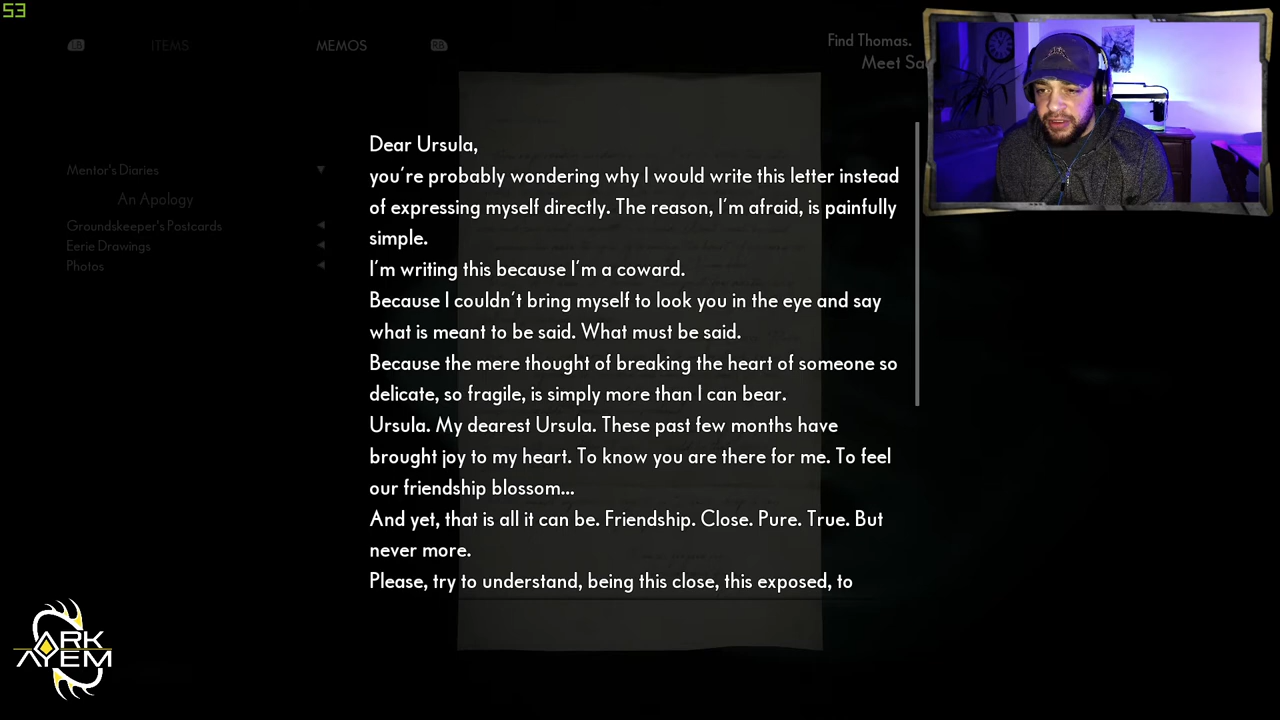 53
LB
ITEMS
MEMOS
RB
Find Thomas.
Meet Sa
Mentor's Diaries
An Apology
Groundskeeper's Postcards
Eerie Drawings
Photos
Dear Ursula,
you're probably wondering why I would write this letter instead
of expressing myself directly. The reason, I'm afraid, is painfully
simple.
I'm writing this because I'm a coward.
Because I couldn't bring myself to look you in the eye and say
what is meant to be said. What must be said.
Because the mere thought of breaking the heart of someone so
delicate, so fragile, is simply more than I can bear.
Ursula. My dearest Ursula. These past few months have
brought joy to my heart. To know you are there for me. To feel
our friendship blossom...
And yet, that is all it can be. Friendship. Close. Pure. True. But
never more.
Please, try to understand, being this close, this exposed, to
ARK
AYEM